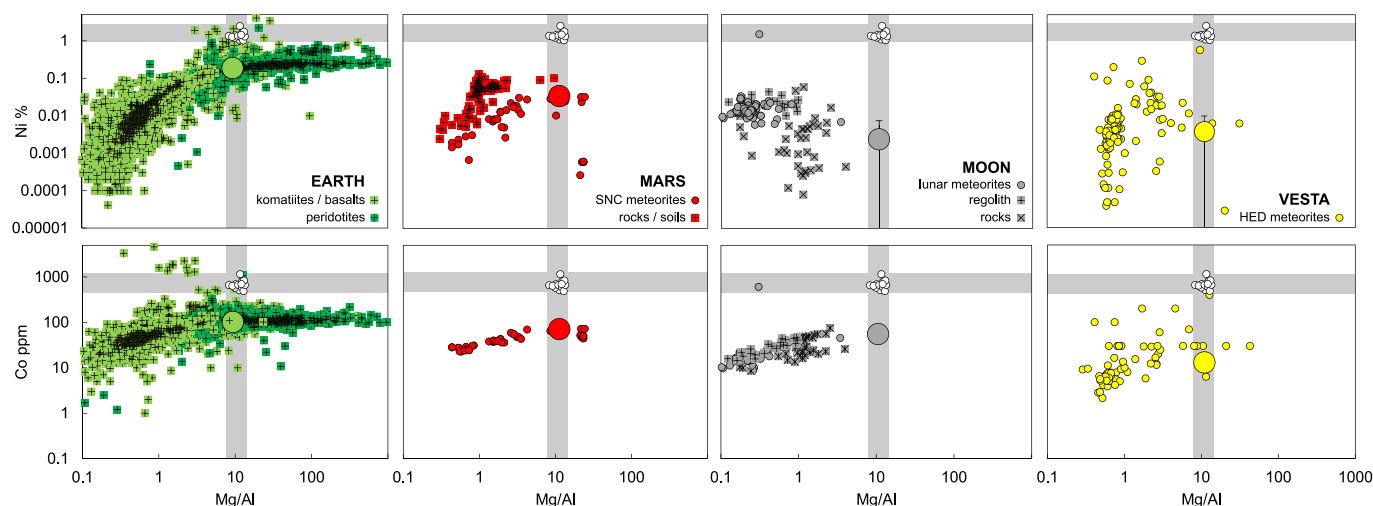 Ni %
1
0.1
0.01
0.001
0.0001
0.00001
EARTH
komatiites / basalts
peridotites
MARS
SNC meteorites
rocks / soils
MOON
lunar meteorites
regolith
rocks
VESTA
HED meteorites
Co ppm
1000
100
10
1
0.1
0.1 1 10 100
Mg/Al
0.1 1 10 100
Mg/Al
0.1 1 10 100
Mg/Al
0.1 1 10 100 1000
Mg/Al